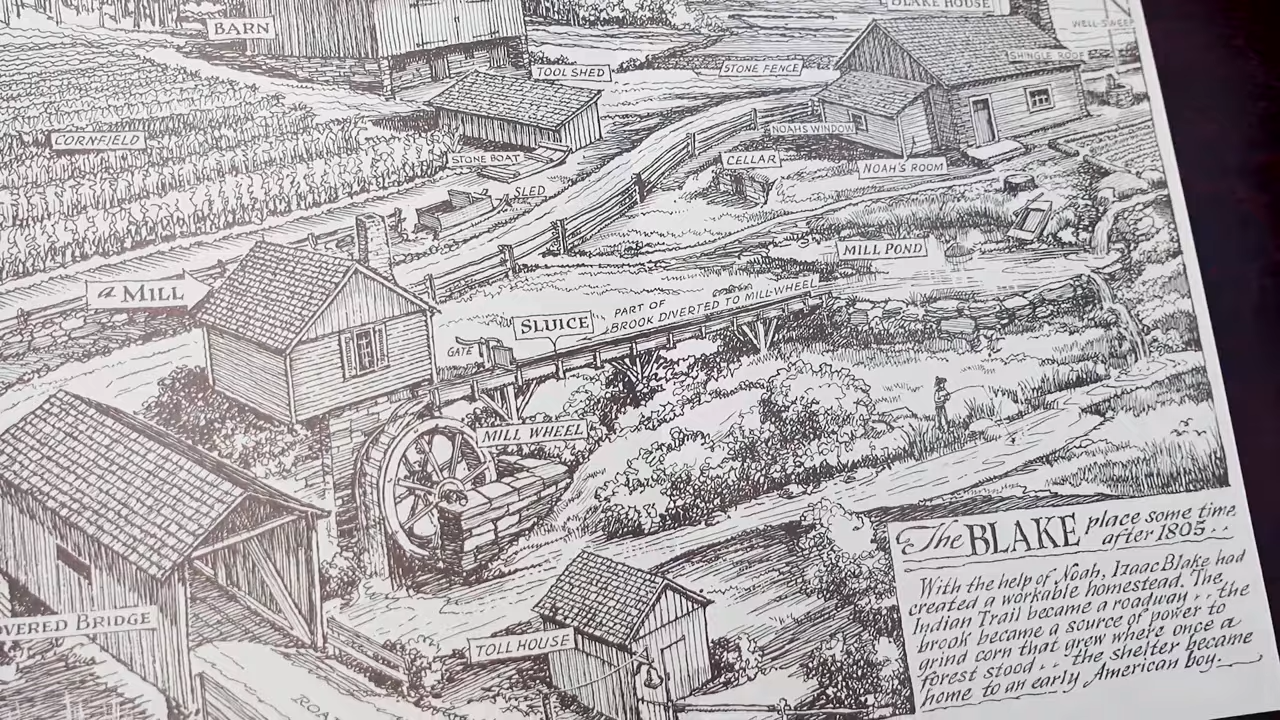 BLAKE HOUSE
BARN
WELL-SWEEP
SHINGLE ROOF
TOOL SHED
STONE FENCE
CORNFIELD
NOAHS WINDOW
STONE BOAT
CELLAR
NOAH'S ROOM
SLED
MILL POND
a MILL
PART OF
BROOK DIVERTED TO MILL-WHEEL
SLUICE
GATE
MILL WHEEL
The BLAKE place some time
after 1805 . .
With the help of Noah, Izaac Blake had
created a workable homestead. The
Indian Trail became a roadway . . the
brook became a source of power to
grind corn that grew where once a
forest stood . . the shelter became
home to an early American boy.
OVERED BRIDGE
TOLL HOUSE
ROA